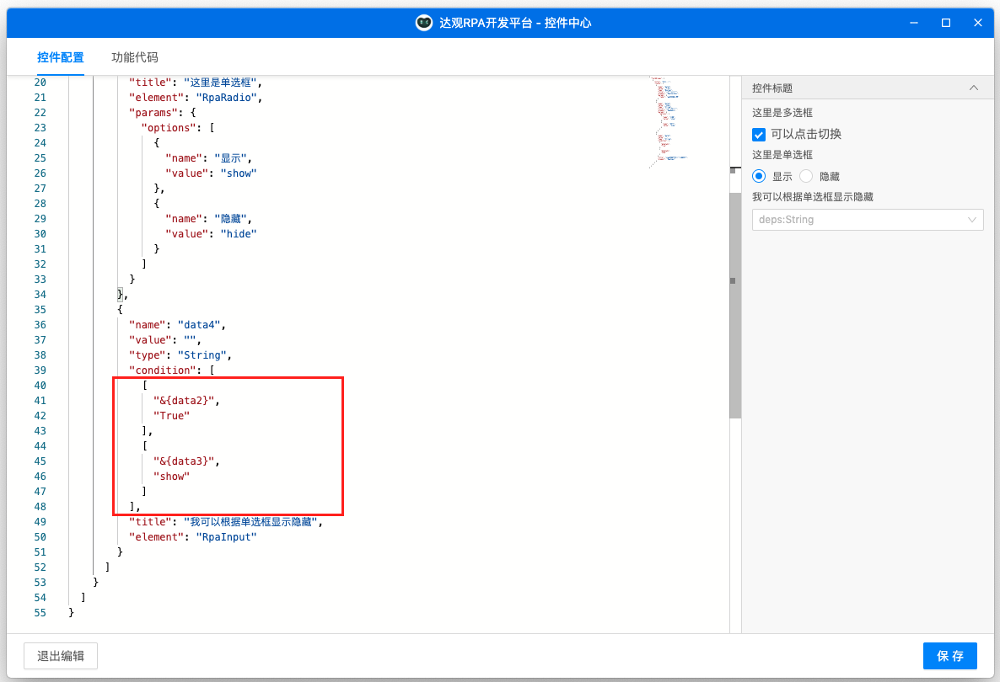 达观RPA开发平台 - 控件中心
控件配置 功能代码
20 "title": "这里是单选框",
21 "element": "RpaRadio",
22 "params": {
23 "options": [
24 {
25 "name": "显示",
26 "value": "show"
27 },
28 {
29 "name": "隐藏",
30 "value": "hide"
31 }
32 ]
33 }
34 },
35 {
36 "name": "data4",
37 "value": "",
38 "type": "String",
39 "condition": [
40 [
41 "&{data2}",
42 "True"
43 ],
44 [
45 "&{data3}",
46 "show"
47 ]
48 ],
49 "title": "我可以根据单选框显示隐藏",
50 "element": "RpaInput"
51 }
52 ]
53 }
54 ]
55 }
控件标题
这里是多选框
可以点击切换
这里是单选框
显示 隐藏
我可以根据单选框显示隐藏
deps:String
退出编辑 保 存